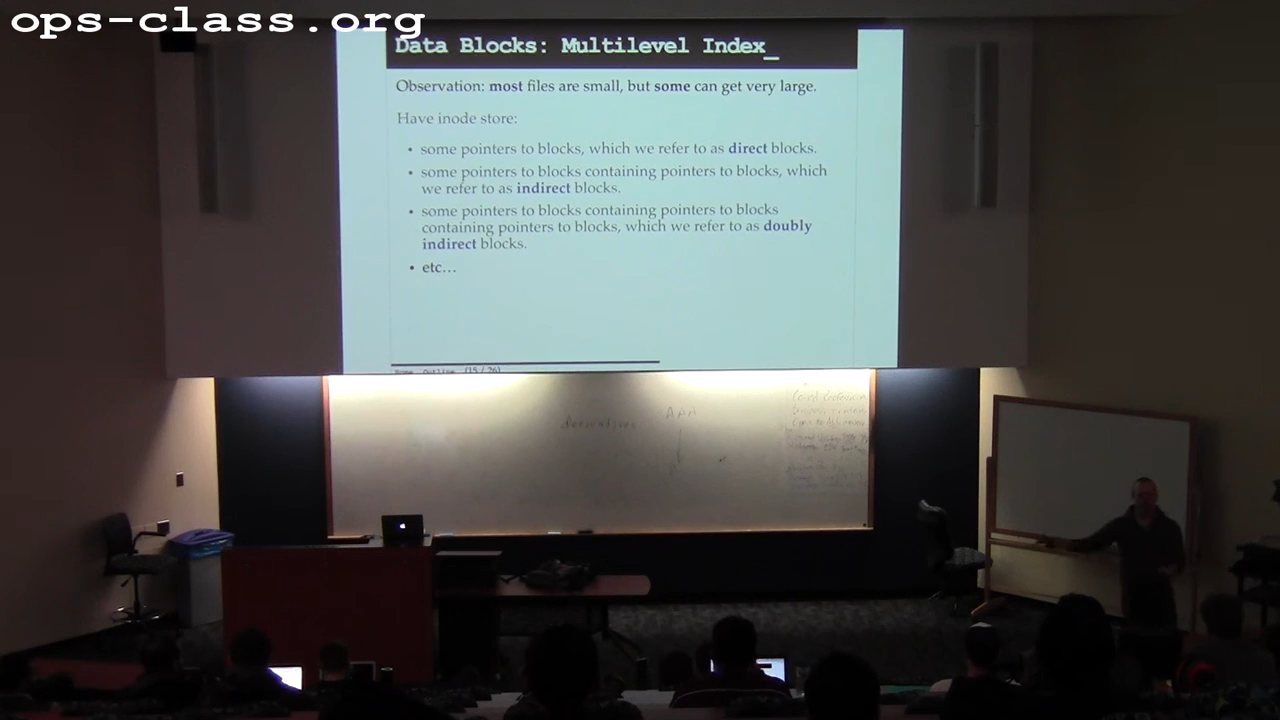 ops-class.org
Data Blocks: Multilevel Index_
Observation: most files are small, but some can get very large.
Have inode store:
• some pointers to blocks, which we refer to as direct blocks.
• some pointers to blocks containing pointers to blocks, which
we refer to as indirect blocks.
• some pointers to blocks containing pointers to blocks
containing pointers to blocks, which we refer to as doubly
indirect blocks.
• etc…
(15 / 26)
derivatives